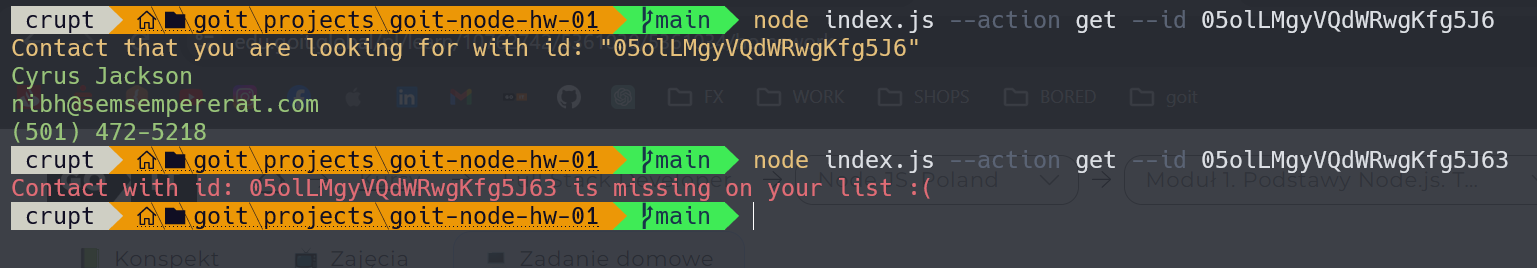 crupt goit projects goit-node-hw-01 main node index.js --action get --id 05olLMgyVQdWRwgKfg5J6
Contact that you are looking for with id: "05olLMgyVQdWRwgKfg5J6"
Cyrus Jackson
nibh@semsempererat.com
FX WORK SHOPS BORED goit
(501) 472-5218
crupt goit projects goit-node-hw-01 main node index.js --action get --id 05olLMgyVQdWRwgKfg5J63
Contact with id: 05olLMgyVQdWRwgKfg5J63 is missing on your list :(
Node JS, Poland Moduł 1. Podstawy Node.js. T...
crupt goit projects goit-node-hw-01 main
Konspekt Zajęcia Zadanie domowe